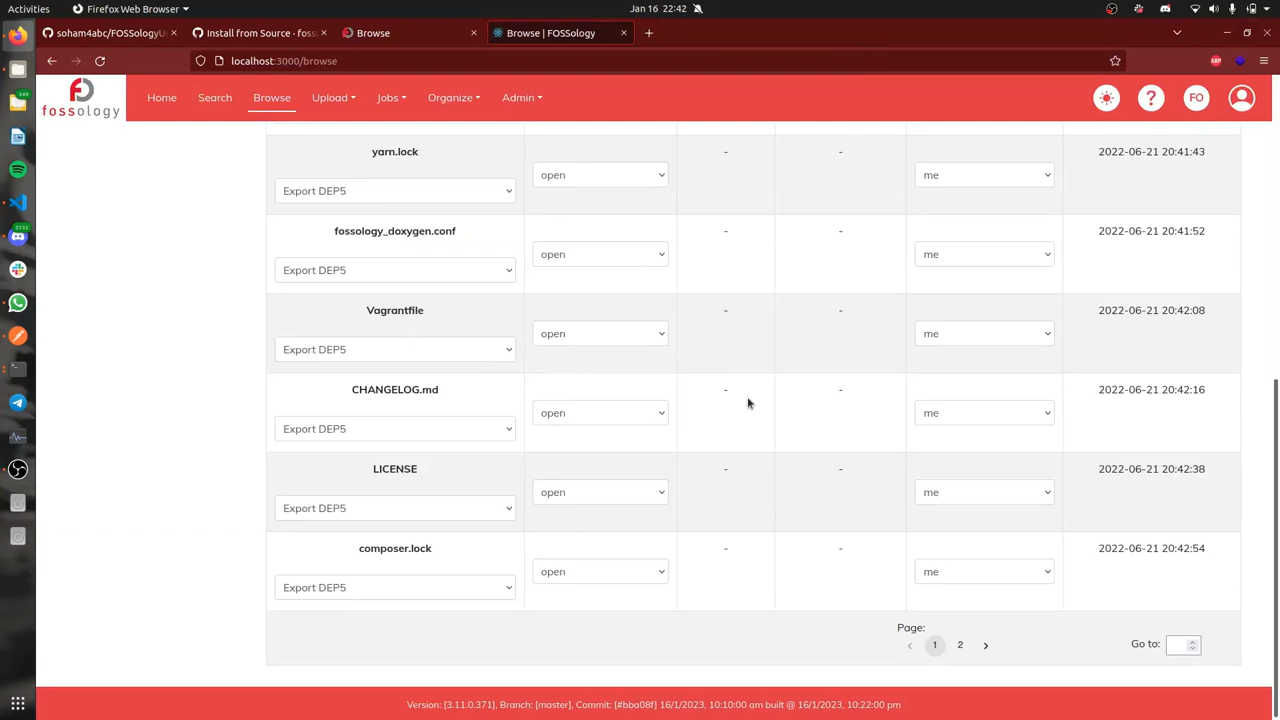 Activities Firefox Web Browser Jan 16 22:42
soham4abc/FOSSologyUI Install from Source · foss Browse Browse | FOSSology
localhost:3000/browse ABP
fossology Home Search Browse Upload Jobs Organize Admin ? FO
349
2232
yarn.lock - - 2022-06-21 20:41:43
open me
Export DEP5
fossology_doxygen.conf - - 2022-06-21 20:41:52
open me
Export DEP5
Vagrantfile - - 2022-06-21 20:42:08
open me
Export DEP5
CHANGELOG.md - - 2022-06-21 20:42:16
open me
Export DEP5
LICENSE - - 2022-06-21 20:42:38
open me
Export DEP5
composer.lock - - 2022-06-21 20:42:54
open me
Export DEP5
Page:
‹ 1 2 › Go to:
Version: [3.11.0.371], Branch: [master], Commit: [#bba08f] 16/1/2023, 10:10:00 am built @ 16/1/2023, 10:22:00 pm